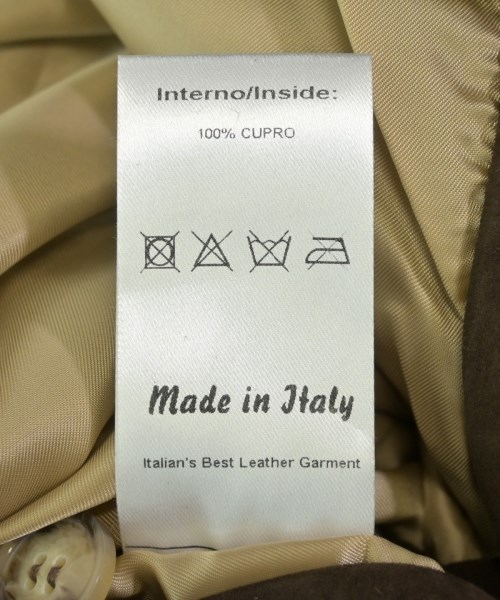 Interno/Inside:
100% CUPRO
Made in Italy
Italian's Best Leather Garment